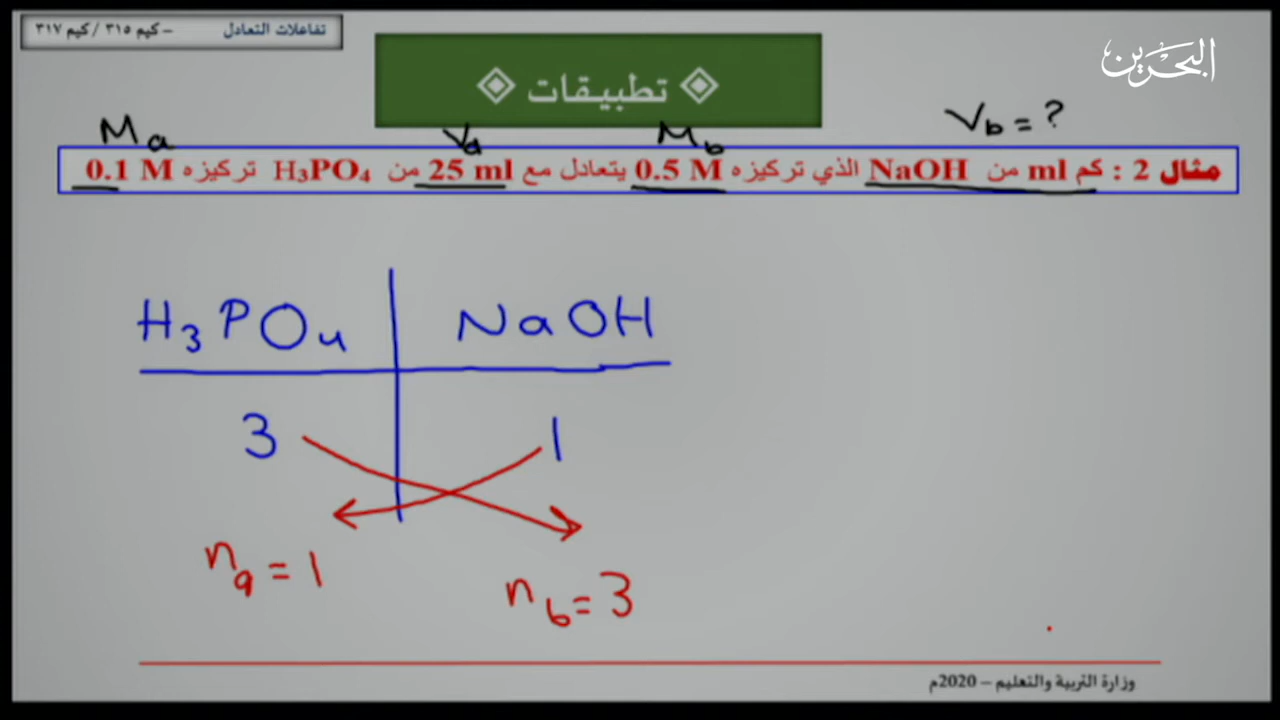 تفاعلات التعادل – كيم ٣١٥ / كيم ٣١٧
البحرين
تطبيقات
Ma Va Mb Vb = ?
مثال 2 : كم ml من NaOH الذي تركيزه 0.5 M يتعادل مع 25 ml من H₃PO₄ تركيزه 0.1 M
H₃PO₄ NaOH
3 1
na = 1
nb = 3
وزارة التربية والتعليم – 2020م